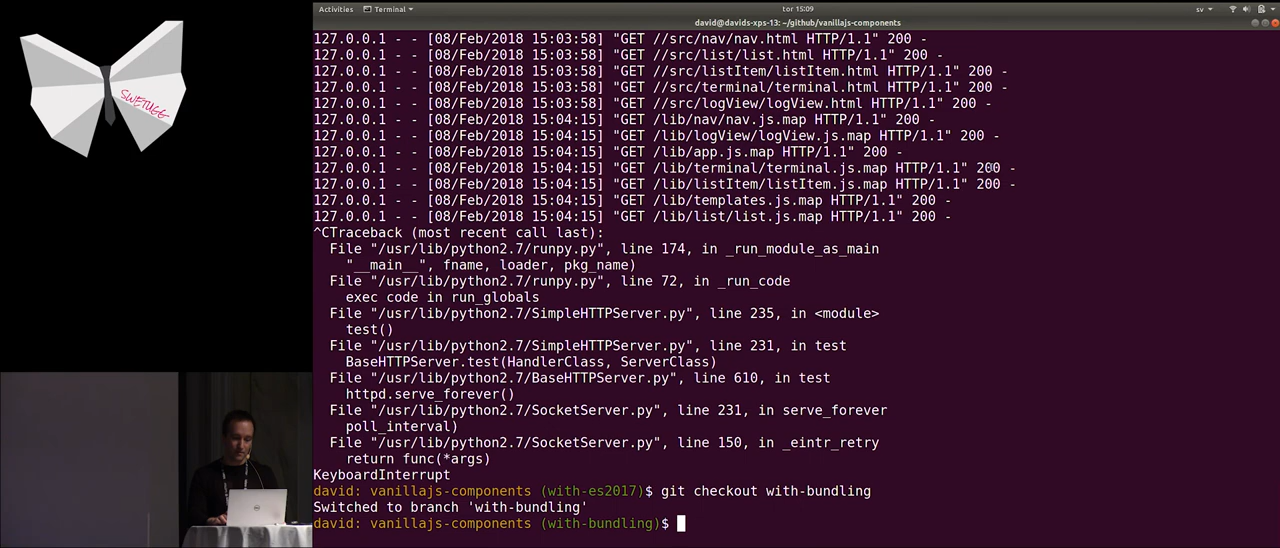 SWETUGG
Activities Terminal tor 15:09 sv
david@davids-xps-13: ~/github/vanillajs-components
127.0.0.1 - - [08/Feb/2018 15:03:58] "GET //src/nav/nav.html HTTP/1.1" 200 -
127.0.0.1 - - [08/Feb/2018 15:03:58] "GET //src/list/list.html HTTP/1.1" 200 -
127.0.0.1 - - [08/Feb/2018 15:03:58] "GET //src/listItem/listItem.html HTTP/1.1" 200 -
127.0.0.1 - - [08/Feb/2018 15:03:58] "GET //src/terminal/terminal.html HTTP/1.1" 200 -
127.0.0.1 - - [08/Feb/2018 15:03:58] "GET //src/logView/logView.html HTTP/1.1" 200 -
127.0.0.1 - - [08/Feb/2018 15:04:15] "GET /lib/nav/nav.js.map HTTP/1.1" 200 -
127.0.0.1 - - [08/Feb/2018 15:04:15] "GET /lib/logView/logView.js.map HTTP/1.1" 200 -
127.0.0.1 - - [08/Feb/2018 15:04:15] "GET /lib/app.js.map HTTP/1.1" 200 -
127.0.0.1 - - [08/Feb/2018 15:04:15] "GET /lib/terminal/terminal.js.map HTTP/1.1" 200 -
127.0.0.1 - - [08/Feb/2018 15:04:15] "GET /lib/listItem/listItem.js.map HTTP/1.1" 200 -
127.0.0.1 - - [08/Feb/2018 15:04:15] "GET /lib/templates.js.map HTTP/1.1" 200 -
127.0.0.1 - - [08/Feb/2018 15:04:15] "GET /lib/list/list.js.map HTTP/1.1" 200 -
^CTraceback (most recent call last):
File "/usr/lib/python2.7/runpy.py", line 174, in _run_module_as_main
"__main__", fname, loader, pkg_name)
File "/usr/lib/python2.7/runpy.py", line 72, in _run_code
exec code in run_globals
File "/usr/lib/python2.7/SimpleHTTPServer.py", line 235, in <module>
test()
File "/usr/lib/python2.7/SimpleHTTPServer.py", line 231, in test
BaseHTTPServer.test(HandlerClass, ServerClass)
File "/usr/lib/python2.7/BaseHTTPServer.py", line 610, in test
httpd.serve_forever()
File "/usr/lib/python2.7/SocketServer.py", line 231, in serve_forever
poll_interval)
File "/usr/lib/python2.7/SocketServer.py", line 150, in _eintr_retry
return func(*args)
KeyboardInterrupt
david: vanillajs-components (with-es2017)$ git checkout with-bundling
Switched to branch 'with-bundling'
david: vanillajs-components (with-bundling)$